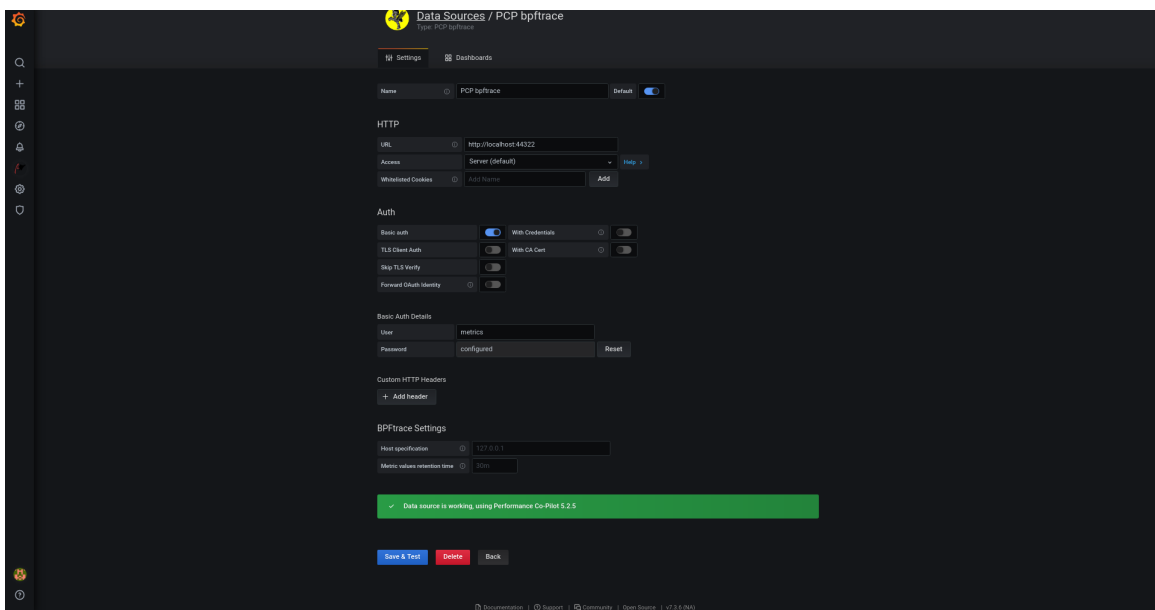 Data Sources / PCP bpftrace
Type: PCP bpftrace
Settings
Dashboards
Name
PCP bpftrace
Default
HTTP
URL
http://localhost:44322
Access
Server (default)
Help
Whitelisted Cookies
Add Name
Add
Auth
Basic auth
With Credentials
TLS Client Auth
With CA Cert
Skip TLS Verify
Forward OAuth Identity
Basic Auth Details
User
metrics
Password
configured
Reset
Custom HTTP Headers
+ Add header
BPFtrace Settings
Host specification
127.0.0.1
Metric values retention time
30m
Data source is working, using Performance Co-Pilot 5.2.5
Save & Test
Delete
Back
Documentation | Support | Community | Open Source | v7.3.6 (NA)